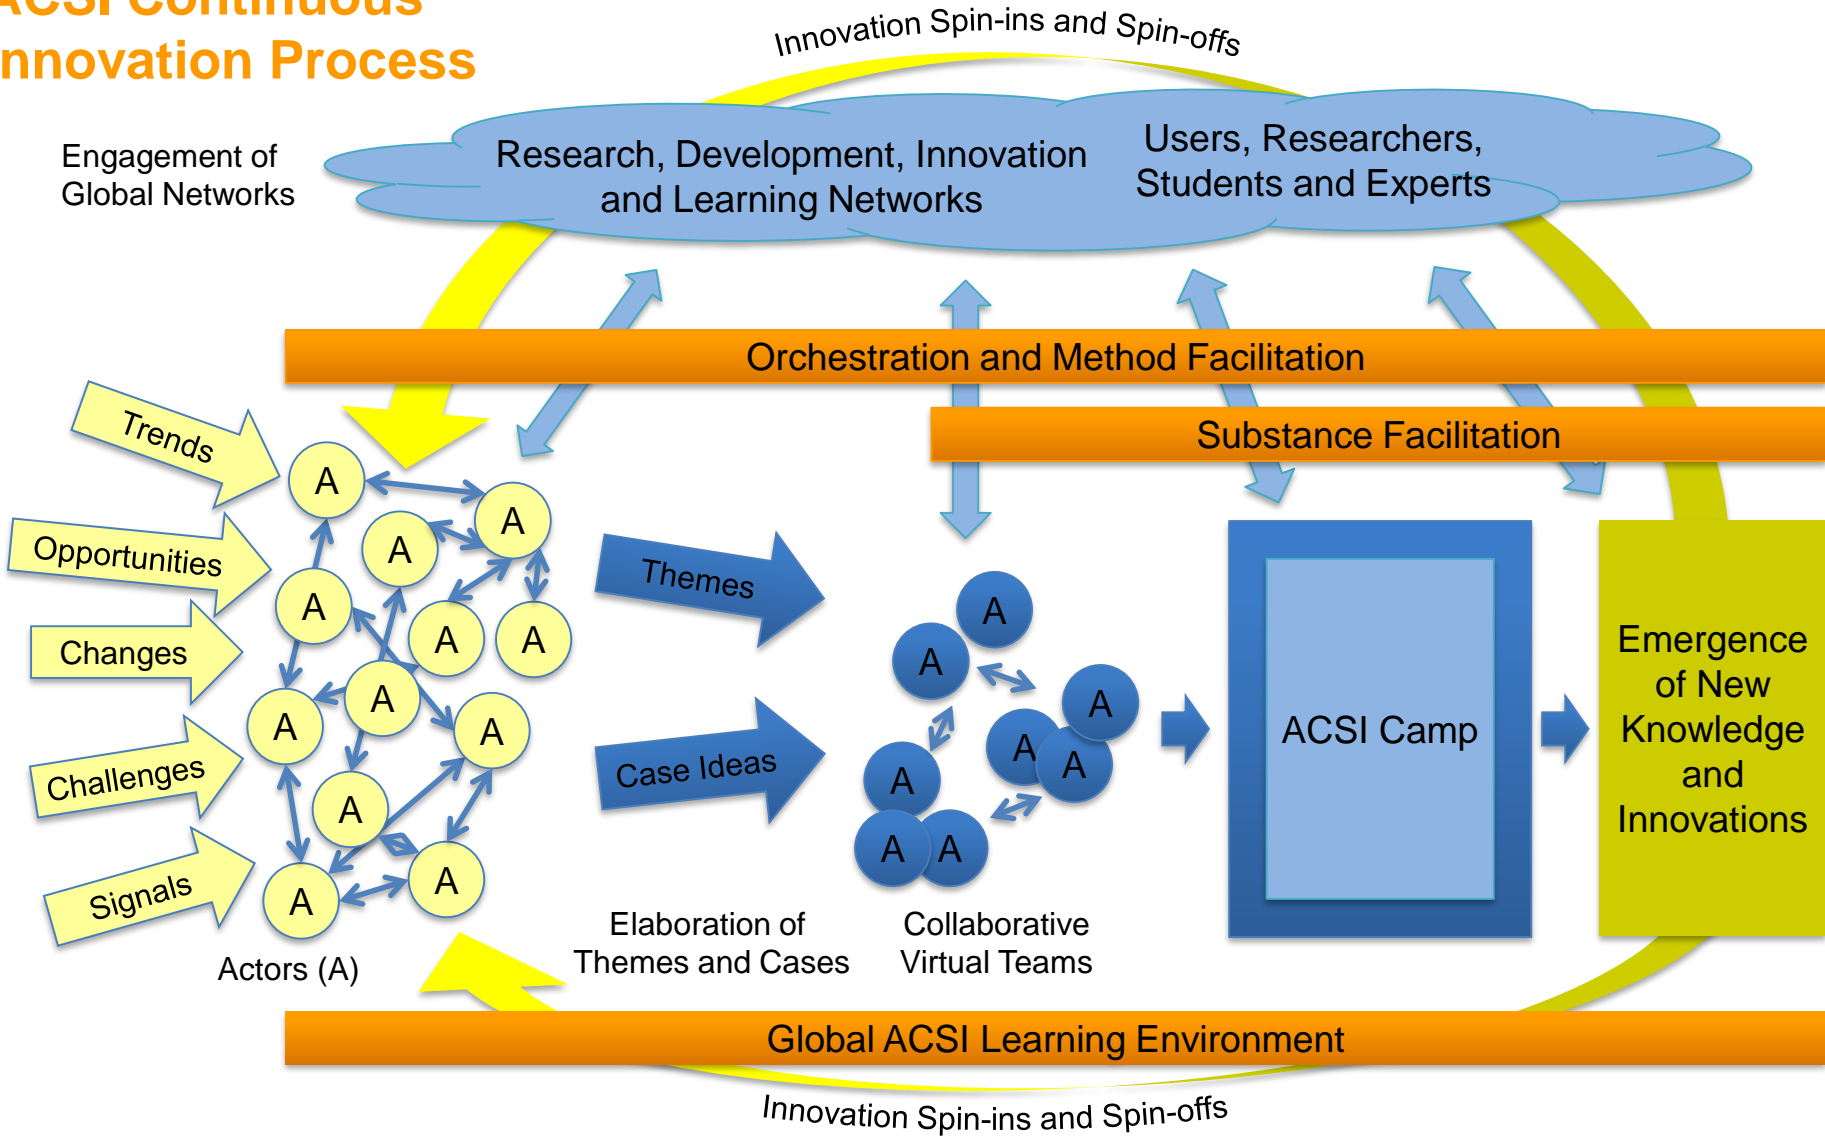 ACSI Continuous
Innovation Process
Innovation Spin-ins and Spin-offs
Engagement of
Global Networks
Research, Development, Innovation
and Learning Networks
Users, Researchers,
Students and Experts
Orchestration and Method Facilitation
Substance Facilitation
Trends
Opportunities
Changes
Challenges
Signals
A
A
A
A
A
A
A
A
A
A
A
A
Actors (A)
Themes
Case Ideas
Elaboration of
Themes and Cases
A
A
A
A
A
A
A
A
Collaborative
Virtual Teams
ACSI Camp
Emergence
of New
Knowledge
and
Innovations
Global ACSI Learning Environment
Innovation Spin-ins and Spin-offs